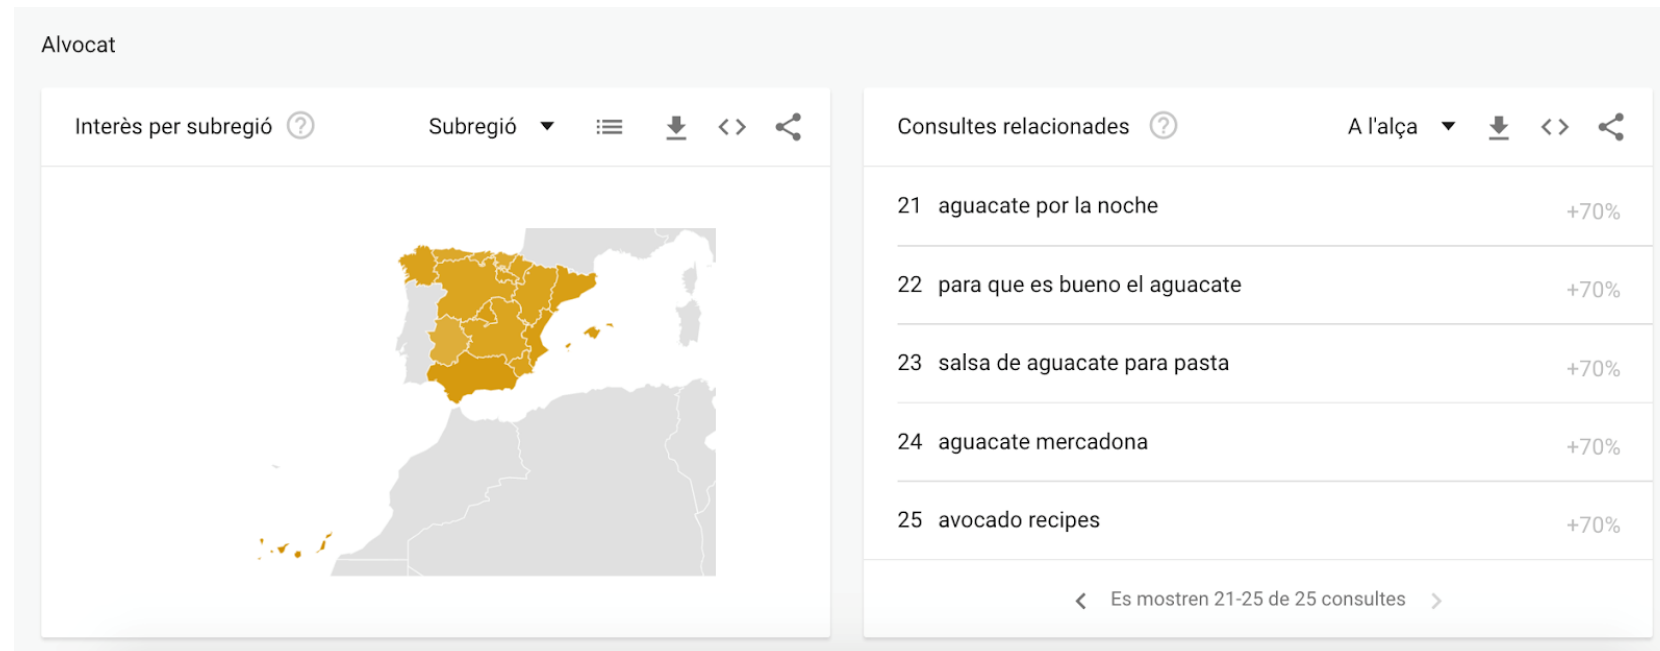 Alvocat
Interès per subregió
Subregió
Consultes relacionades
A l'alça
21 aguacate por la noche +70%
22 para que es bueno el aguacate +70%
23 salsa de aguacate para pasta +70%
24 aguacate mercadona +70%
25 avocado recipes +70%
Es mostren 21-25 de 25 consultes